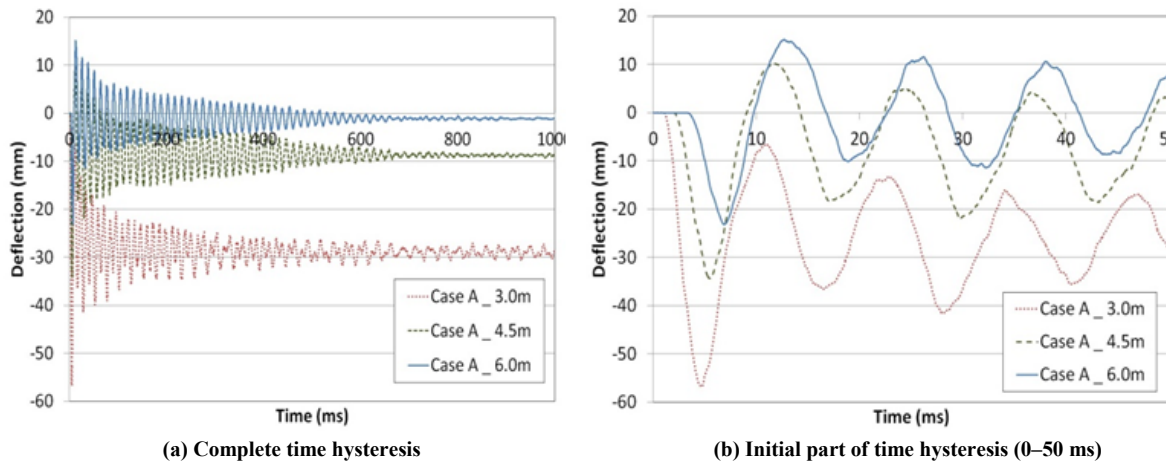 20
10
0
-10
-20
-30
-40
-50
-60
Deflection (mm)
0 200 400 600 800 1000
Time (ms)
Case A _ 3.0m
Case A _ 4.5m
Case A _ 6.0m
(a) Complete time hysteresis
20
10
0
-10
-20
-30
-40
-50
-60
Deflection (mm)
0 10 20 30 40
Time (ms)
Case A _ 3.0m
Case A _ 4.5m
Case A _ 6.0m
(b) Initial part of time hysteresis (0–50 ms)